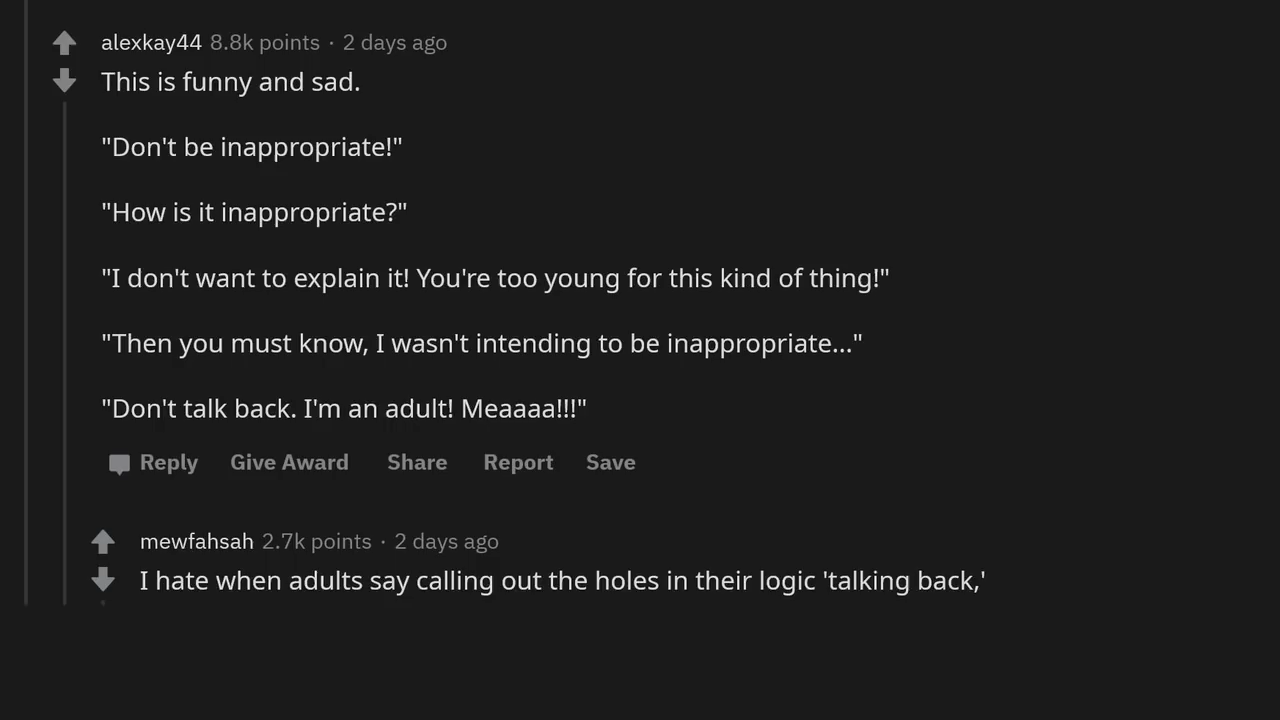 alexkay44 8.8k points · 2 days ago
This is funny and sad.
"Don't be inappropriate!"
"How is it inappropriate?"
"I don't want to explain it! You're too young for this kind of thing!"
"Then you must know, I wasn't intending to be inappropriate..."
"Don't talk back. I'm an adult! Meaaaa!!!"
Reply Give Award Share Report Save
mewfahsah 2.7k points · 2 days ago
I hate when adults say calling out the holes in their logic 'talking back,'